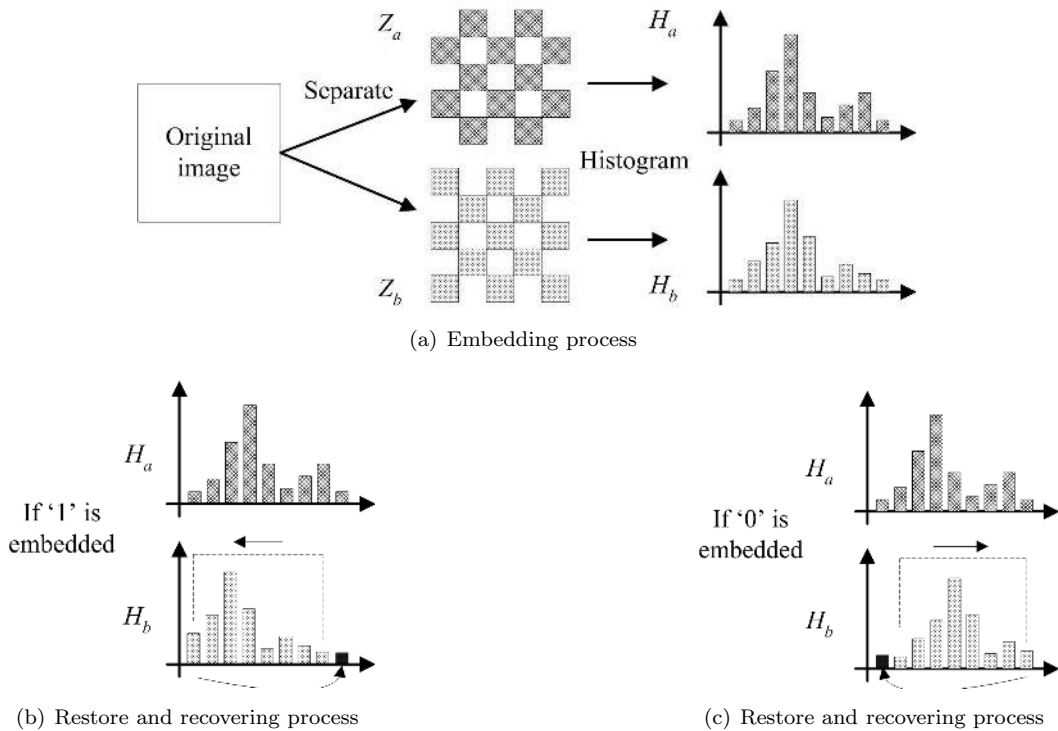 Z_a
H_a
Separate
Original
image
Histogram
Z_b
H_b
(a) Embedding process
H_a
If ‘1’ is
embedded
H_b
(b) Restore and recovering process
H_a
If ‘0’ is
embedded
H_b
(c) Restore and recovering process